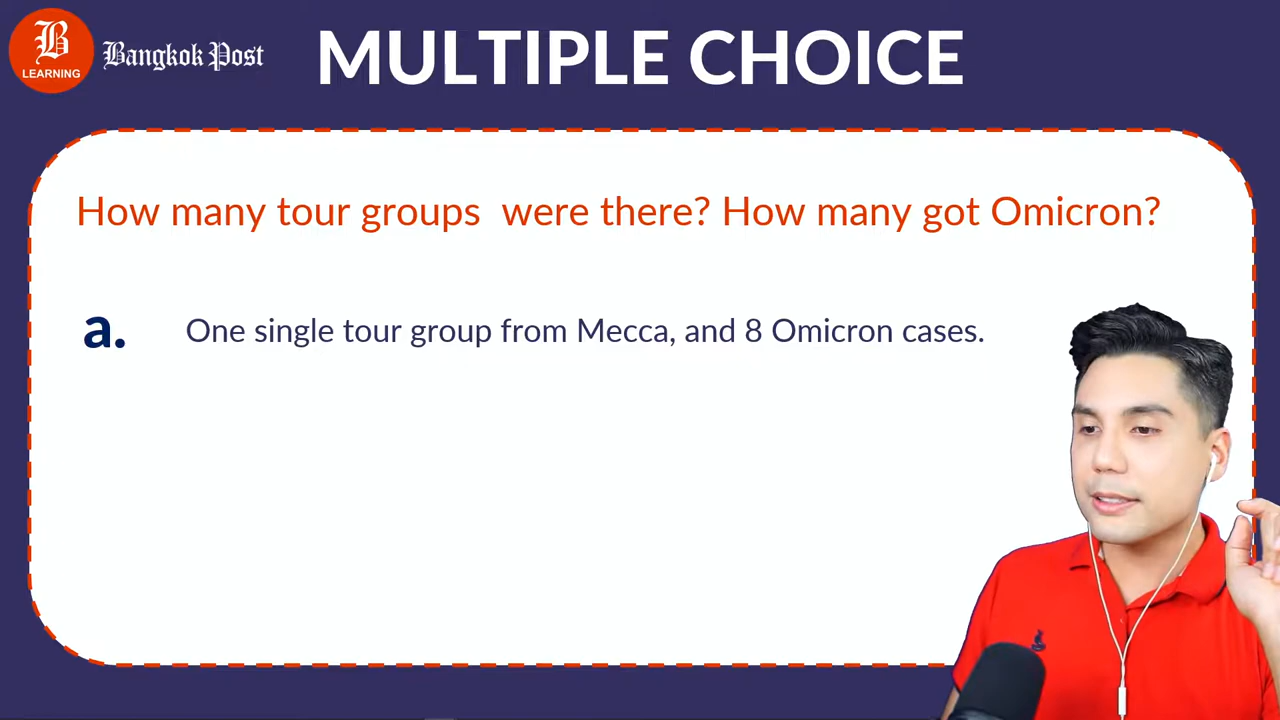 B
LEARNING
Bangkok Post
MULTIPLE CHOICE
How many tour groups were there? How many got Omicron?
a. One single tour group from Mecca, and 8 Omicron cases.